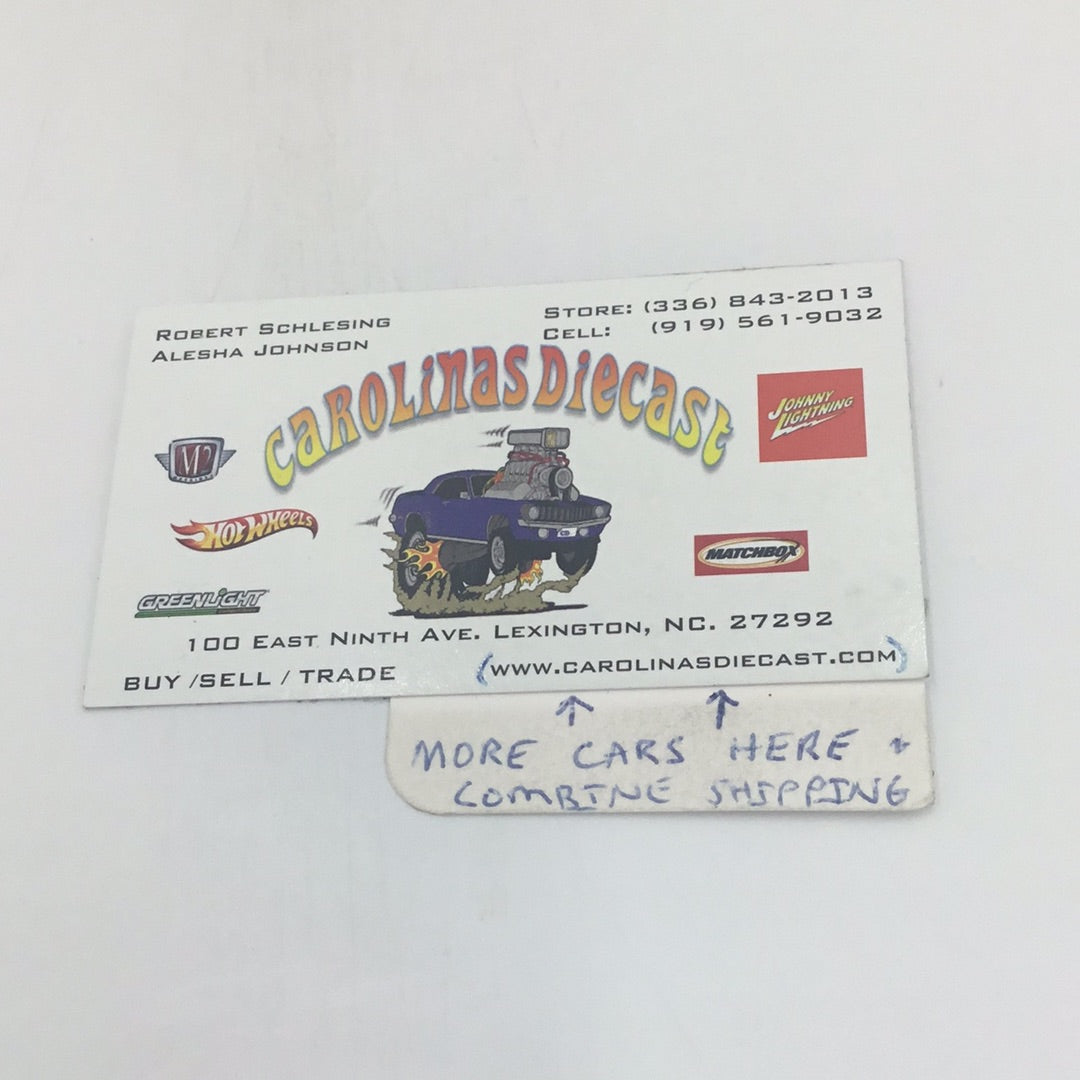 ROBERT SCHLESING
ALESHA JOHNSON
STORE: (336) 843-2013
CELL: (919) 561-9032
CAROLINAS DIECAST
M2
JOHNNY LIGHTNING
HOT WHEELS
MATCHBOX
GREENLIGHT
100 EAST NINTH AVE. LEXINGTON, NC. 27292
BUY /SELL / TRADE
(WWW.CAROLINASDIECAST.COM)
MORE CARS HERE +
COMBINE SHIPPING